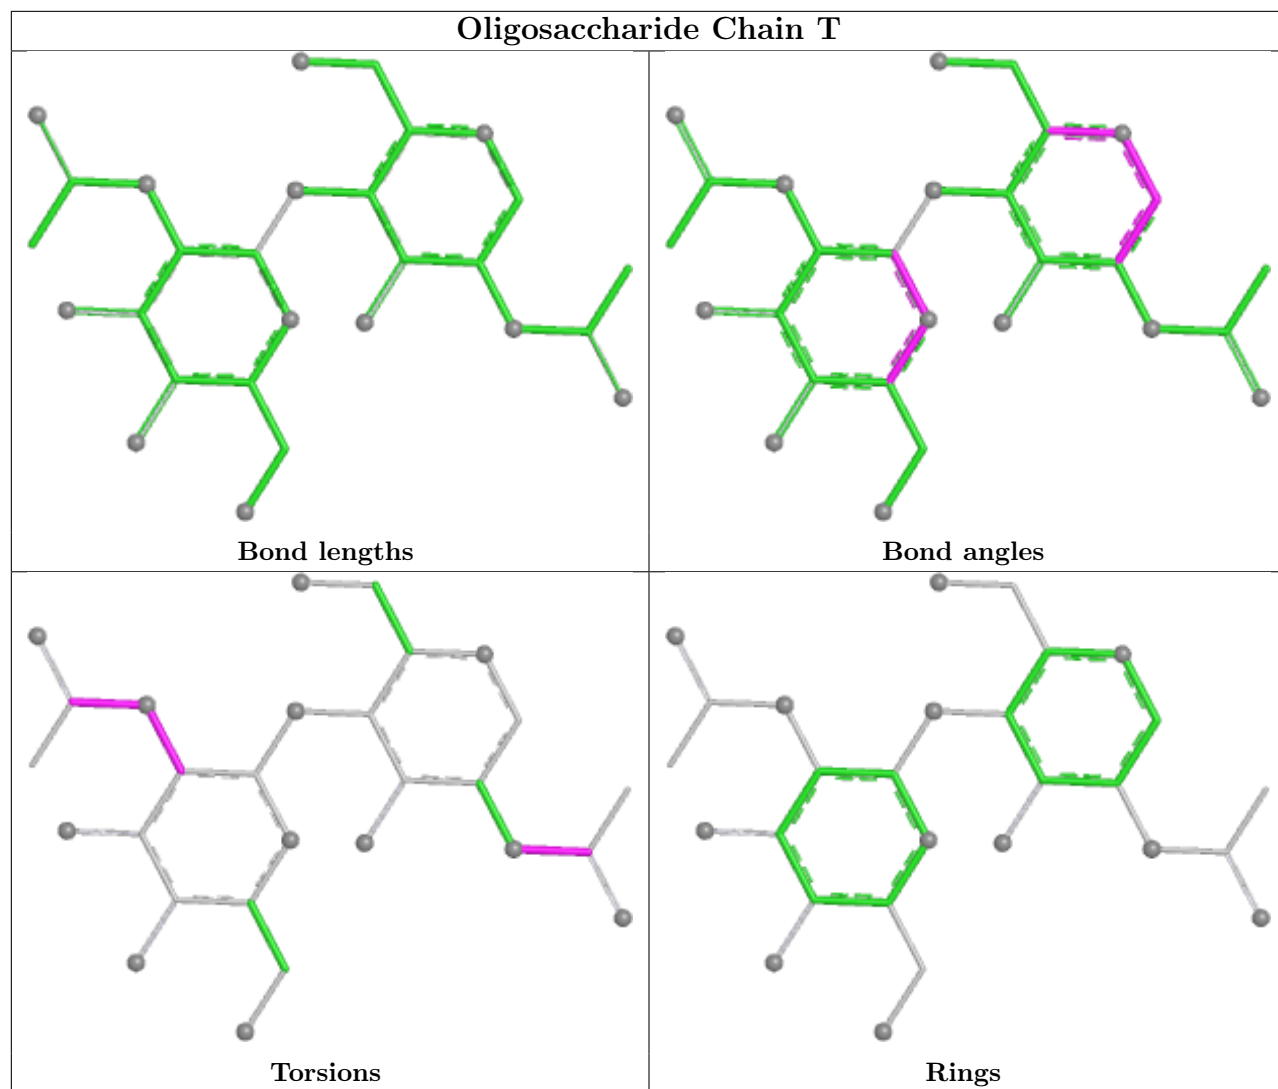 Oligosaccharide Chain T
Bond lengths
Bond angles
Torsions
Rings